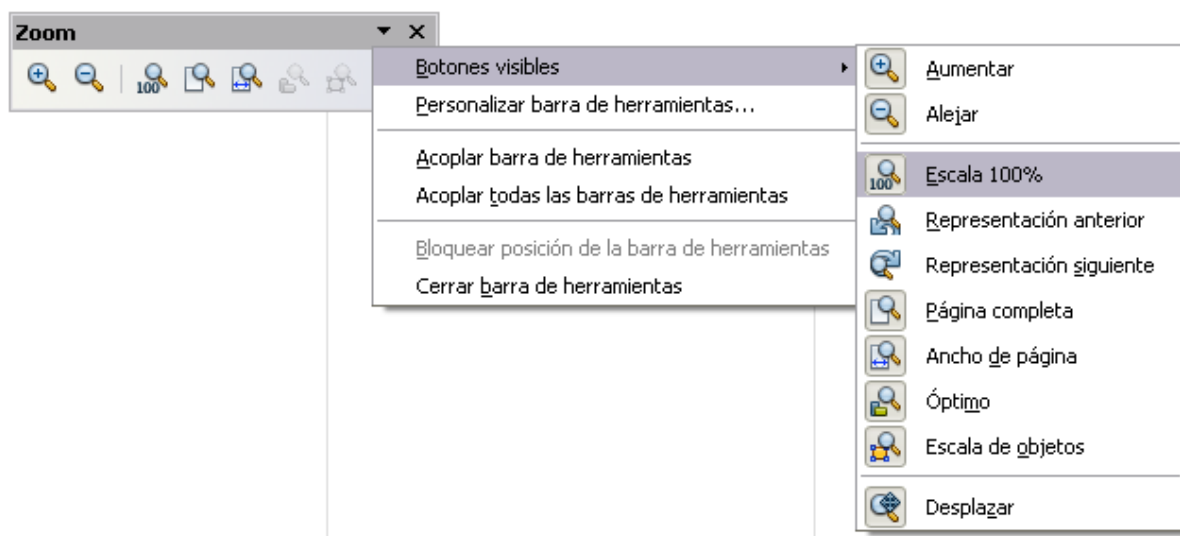 Zoom
100
Botones visibles
Personalizar barra de herramientas...
Acoplar barra de herramientas
Acoplar todas las barras de herramientas
Bloquear posición de la barra de herramientas
Cerrar barra de herramientas
Aumentar
Alejar
100
Escala 100%
Representación anterior
Representación siguiente
Página completa
Ancho de página
Óptimo
Escala de objetos
Desplazar